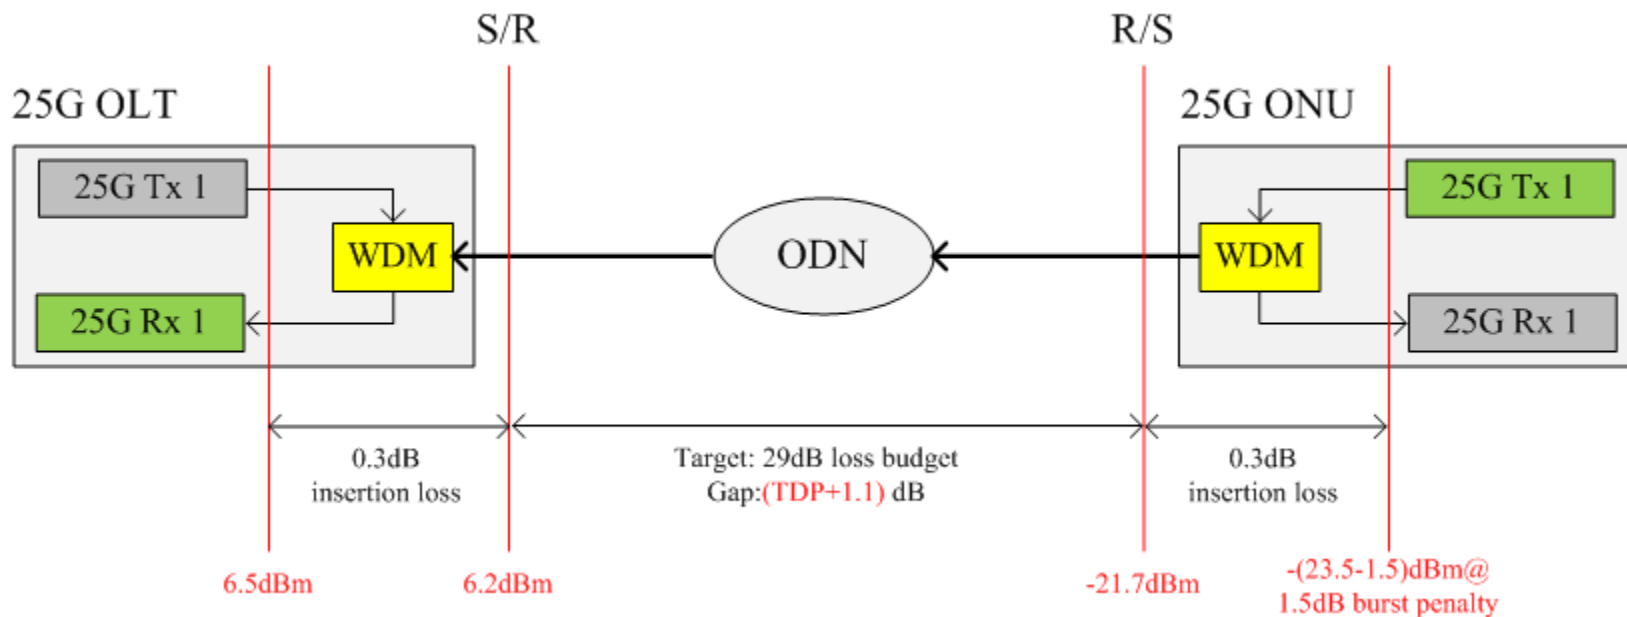 S/R
R/S
25G OLT
25G ONU
25G Tx 1
25G Tx 1
WDM
ODN
WDM
25G Rx 1
25G Rx 1
0.3dB
insertion loss
Target: 29dB loss budget
Gap:(TDP+1.1) dB
0.3dB
insertion loss
6.5dBm
6.2dBm
-21.7dBm
-(23.5-1.5)dBm@
1.5dB burst penalty